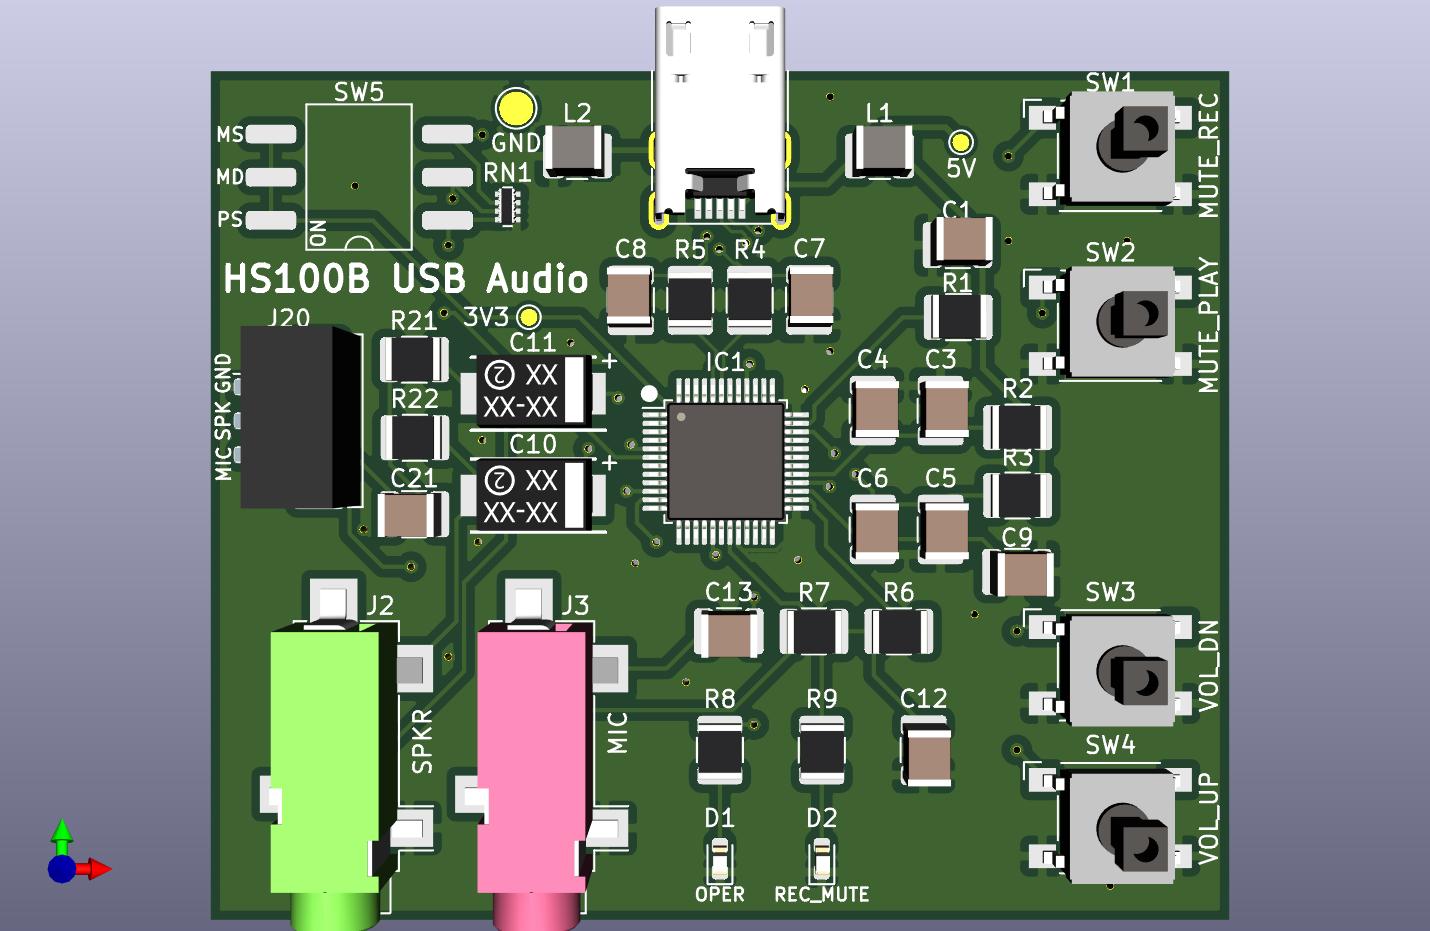 SW5
MS
MD
PS
ON
GND
RN1
L2
L1
5V
SW1
MUTE_REC
C1
SW2
MUTE_PLAY
HS100B USB Audio
C8
R5
R4
C7
R1
J20
3V3
R21
R22
C21
GND
SPK
MIC
C11
+
2 XX
XX-XX
C10
+
2 XX
XX-XX
IC1
C4
C3
R2
R3
C6
C5
C9
J2
J3
SPKR
MIC
C13
R7
R6
R8
R9
C12
SW3
VOL_DN
SW4
VOL_UP
D1
D2
OPER
REC_MUTE